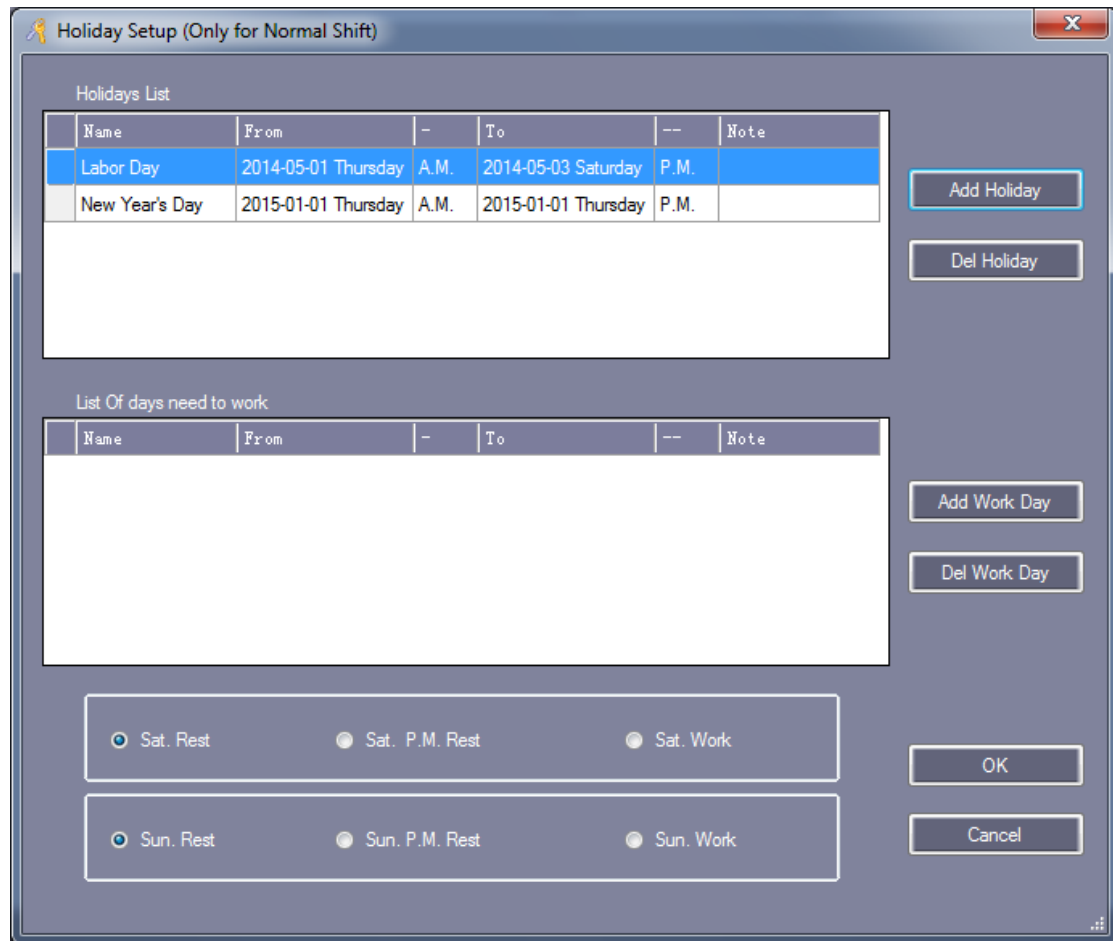 Holiday Setup (Only for Normal Shift)
Holidays List
Name From - To -- Note
Labor Day 2014-05-01 Thursday A.M. 2014-05-03 Saturday P.M.
New Year's Day 2015-01-01 Thursday A.M. 2015-01-01 Thursday P.M.
Add Holiday
Del Holiday
List Of days need to work
Name From - To -- Note
Add Work Day
Del Work Day
Sat. Rest Sat. P.M. Rest Sat. Work
OK
Sun. Rest Sun. P.M. Rest Sun. Work
Cancel